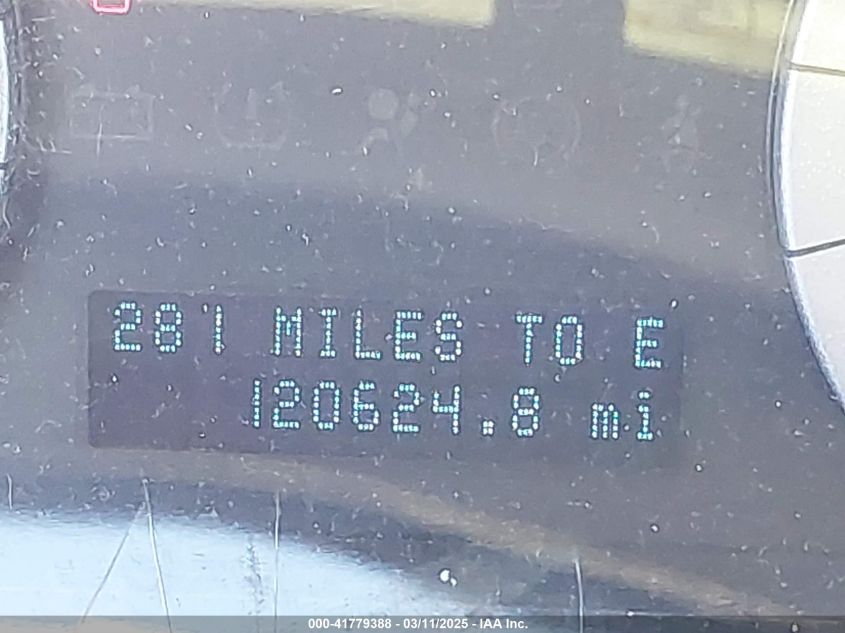 281 MILES TO E
120624.8 mi
000-41779388 - 03/11/2025 - IAA Inc.